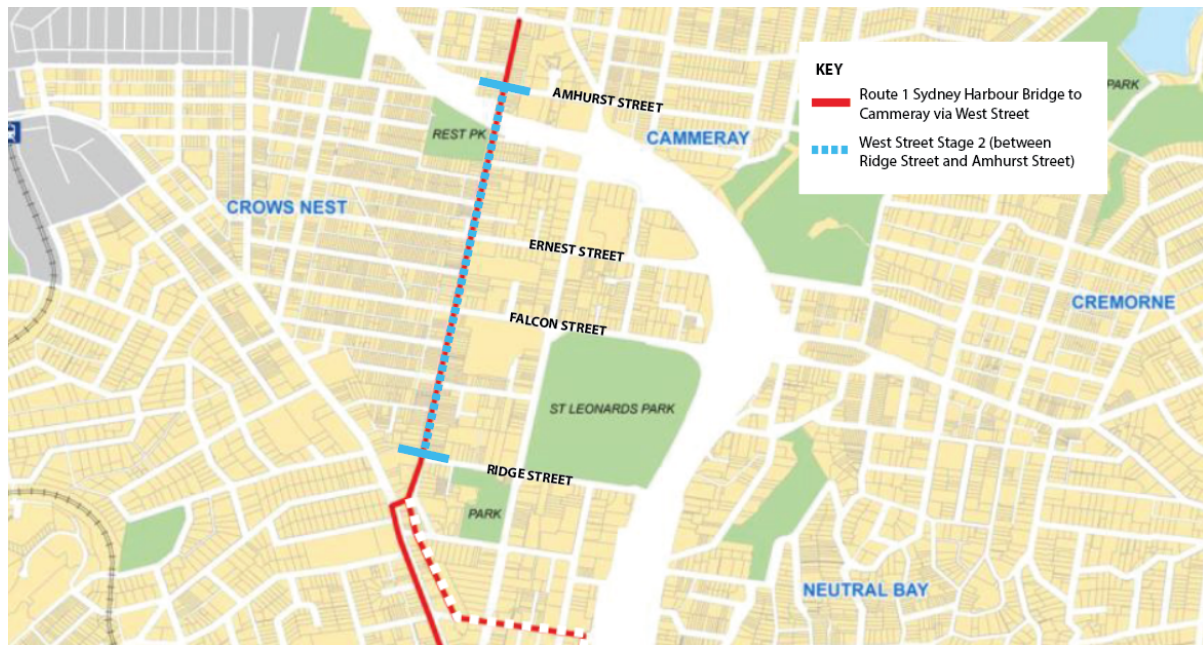 KEY
Route 1 Sydney Harbour Bridge to
Cammeray via West Street
West Street Stage 2 (between
Ridge Street and Amhurst Street)
AMHURST STREET
PARK
REST PK
CAMMERAY
CROWS NEST
ERNEST STREET
CREMORNE
FALCON STREET
ST LEONARDS PARK
RIDGE STREET
PARK
NEUTRAL BAY